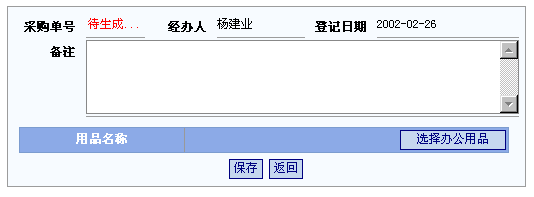 采购单号 待生成... 经办人 杨建业 登记日期 2002-02-26
备注
用品名称 选择办公用品
保存 返回